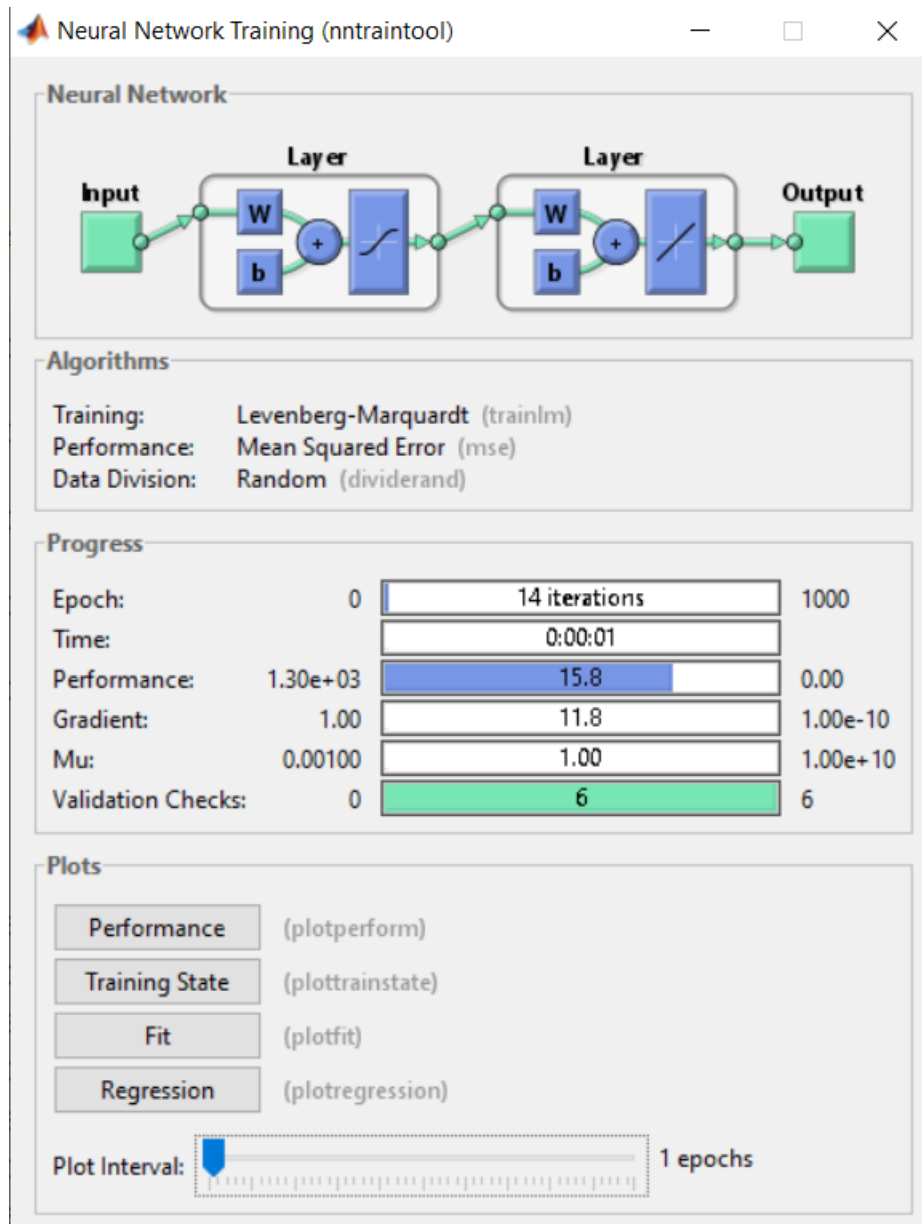 Neural Network Training (nntraintool)
Neural Network
Layer Layer
Input Output
W W
+ +
b b
Algorithms
Training: Levenberg-Marquardt (trainlm)
Performance: Mean Squared Error (mse)
Data Division: Random (dividerand)
Progress
Epoch: 0 14 iterations 1000
Time: 0:00:01
Performance: 1.30e+03 15.8 0.00
Gradient: 1.00 11.8 1.00e-10
Mu: 0.00100 1.00 1.00e+10
Validation Checks: 0 6 6
Plots
Performance (plotperform)
Training State (plottrainstate)
Fit (plotfit)
Regression (plotregression)
Plot Interval: 1 epochs